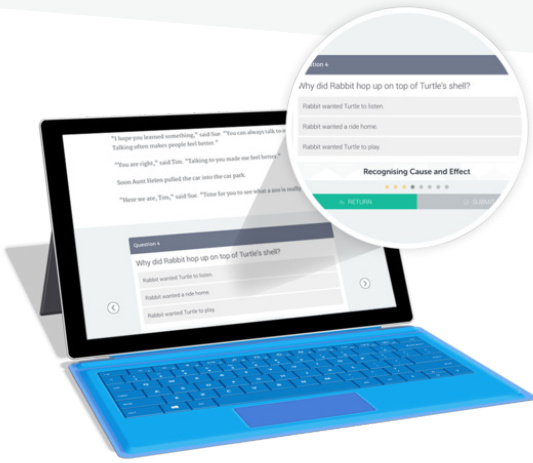 "I hope you learned something," said Sue. "You can always talk to
Talking often makes people feel better."
"You are right," said Tim. "Talking to you made me feel better."
Soon Aunt Helen pulled the car into the car park.
"Here we are, Tim," said Sue. "Time for you to see what a zoo is really
Question 4
Why did Rabbit hop up on top of Turtle's shell?
Rabbit wanted Turtle to listen.
Rabbit wanted a ride home.
Rabbit wanted Turtle to play.
stion 4
Why did Rabbit hop up on top of Turtle's shell?
Rabbit wanted Turtle to listen.
Rabbit wanted a ride home.
Rabbit wanted Turtle to play.
Recognising Cause and Effect
RETURN